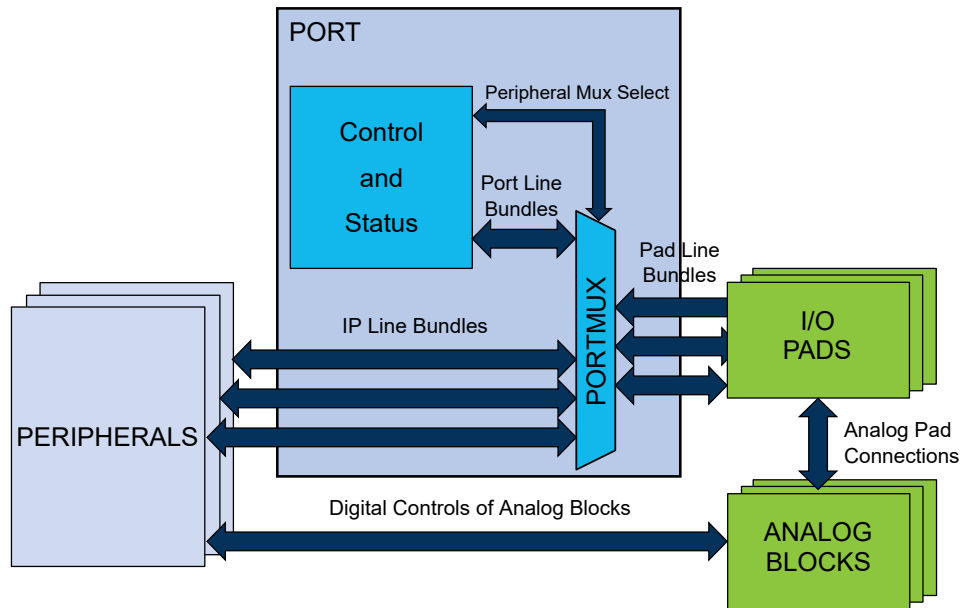 PORT
Peripheral Mux Select
Control
and
Status
Port Line
Bundles
Pad Line
Bundles
PORTMUX
I/O
PADS
IP Line Bundles
PERIPHERALS
Analog Pad
Connections
Digital Controls of Analog Blocks
ANALOG
BLOCKS